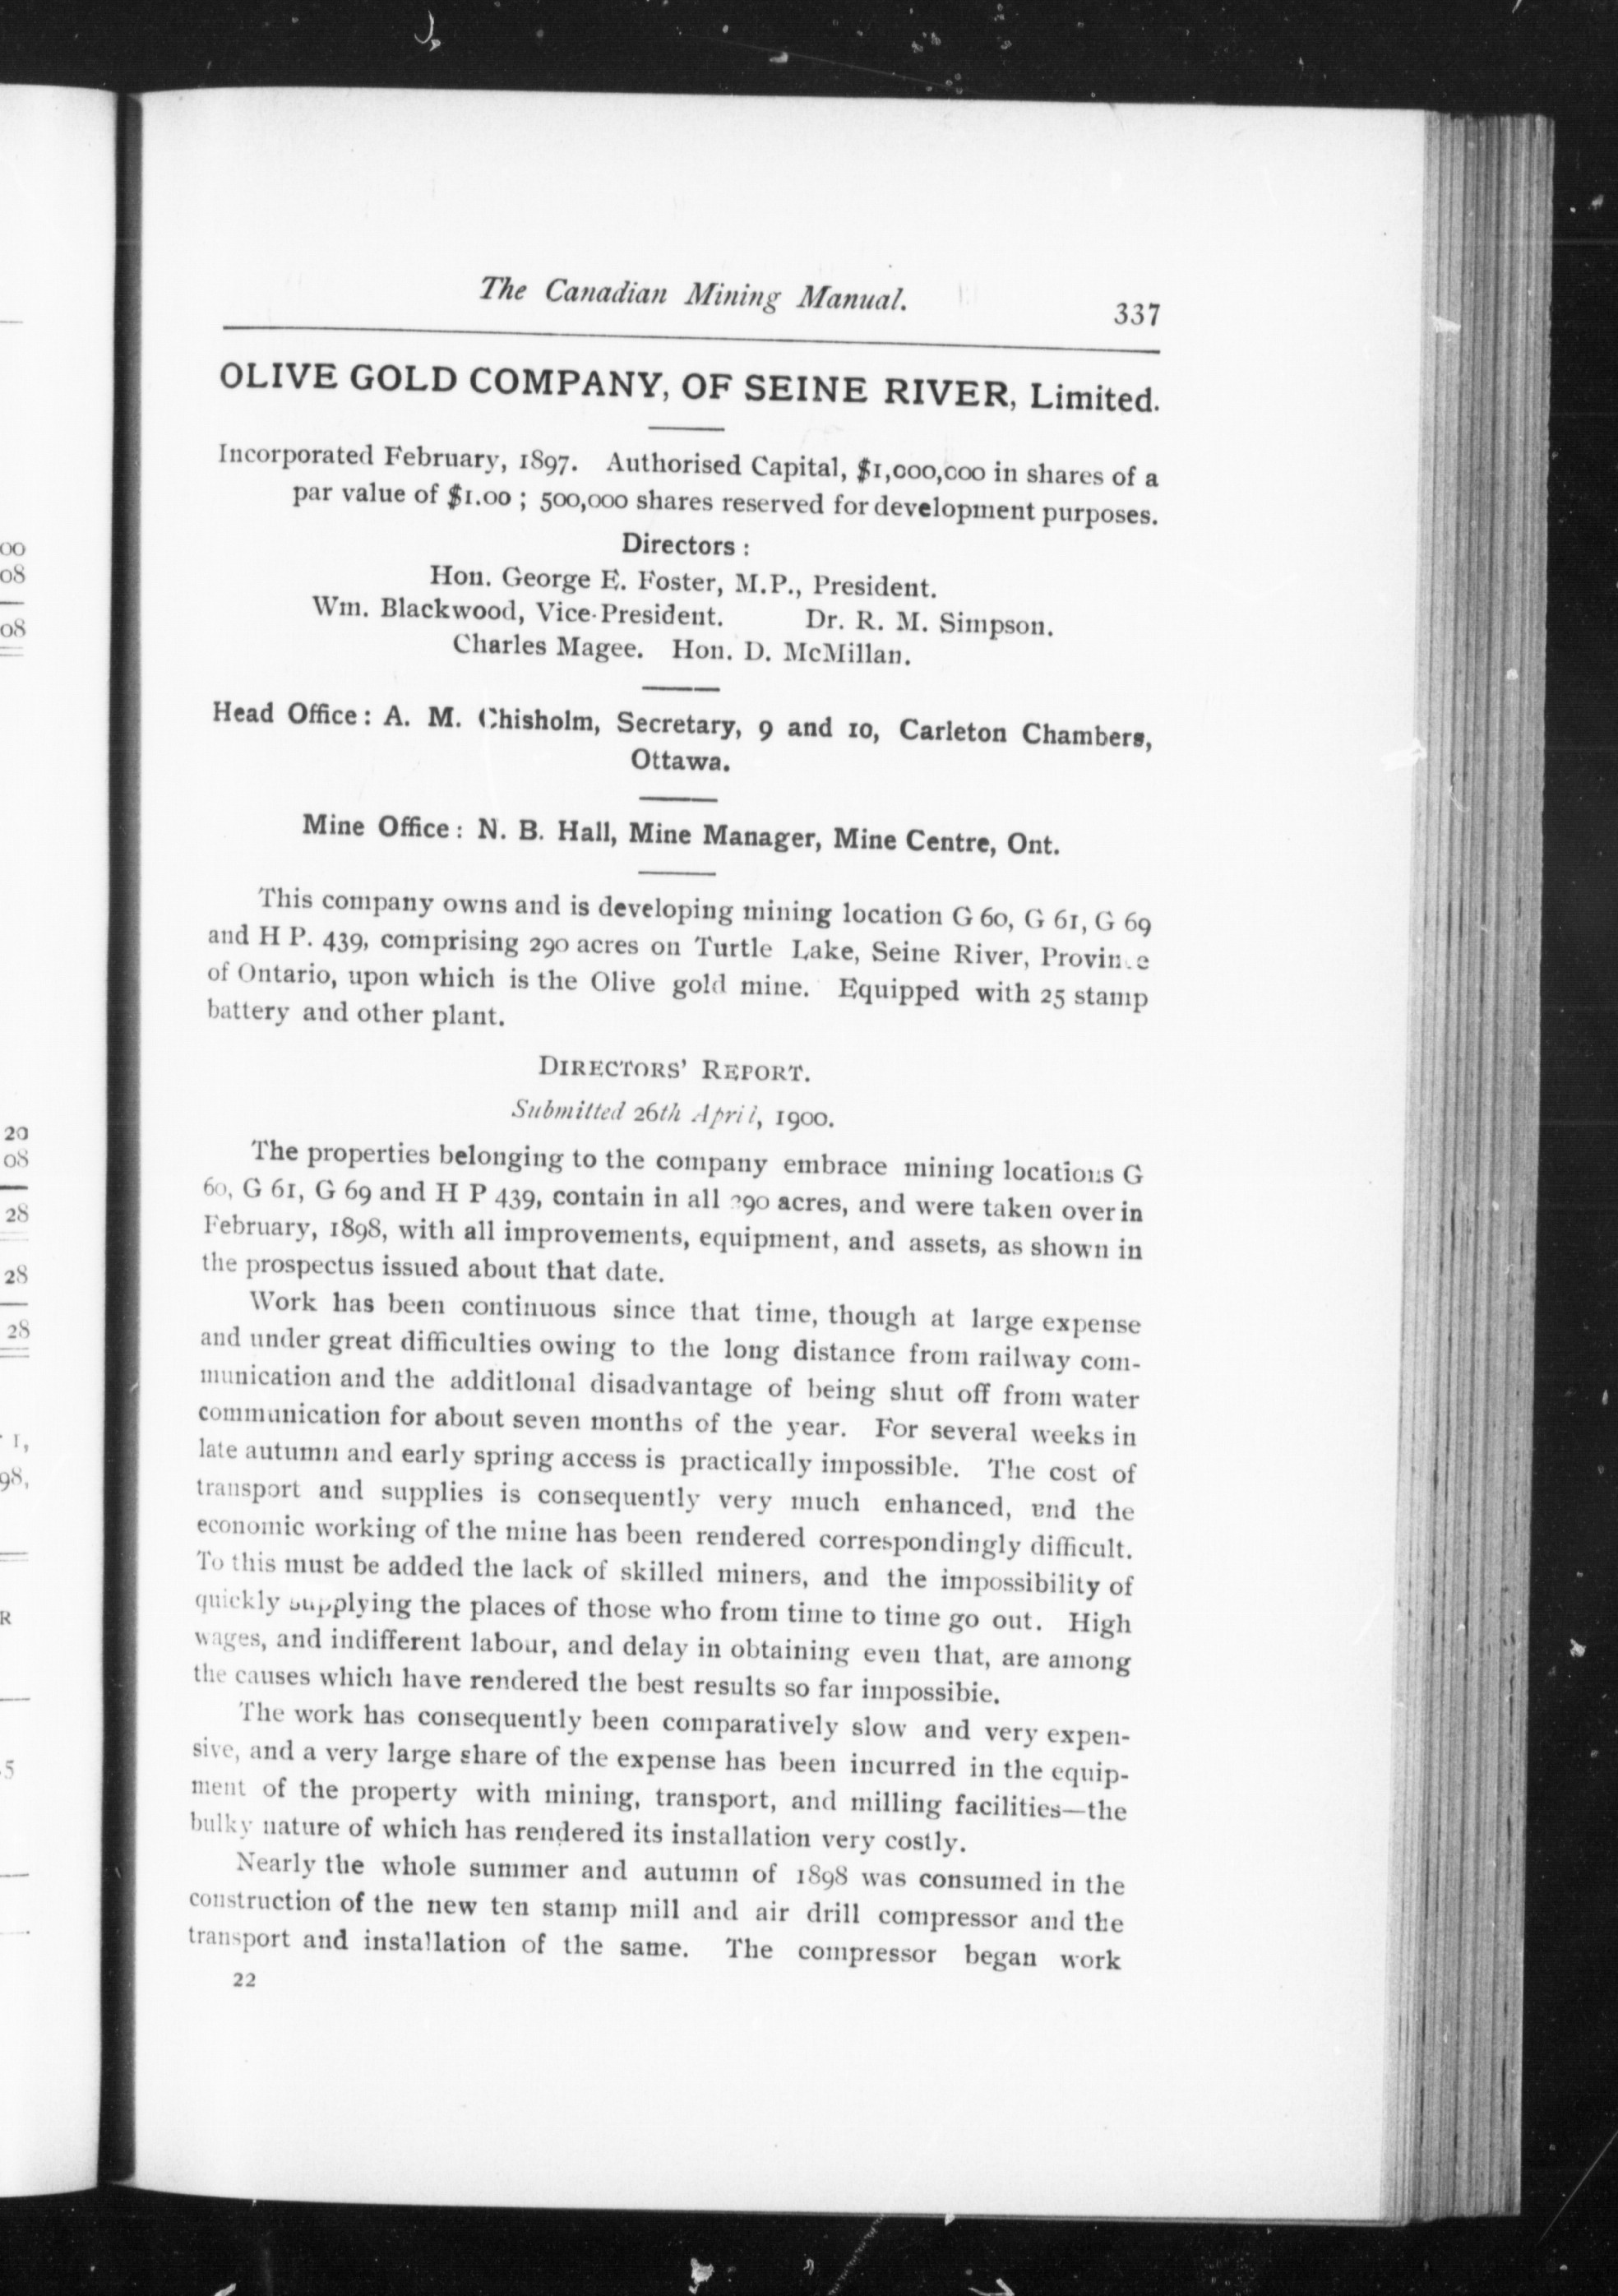 The Canadian Mining Manual. 337
OLIVE GOLD COMPANY, OF SEINE RIVER, Limited.
Incorporated February, 1897. Authorised Capital, $1,000,000 in shares of a
par value of $1.00 ; 500,000 shares reserved for development purposes.
Directors :
Hon. George E. Foster, M.P., President.
Wm. Blackwood, Vice-President. Dr. R. M. Simpson.
Charles Magee. Hon. D. McMillan.
Head Office : A. M. Chisholm, Secretary, 9 and 10, Carleton Chambers,
Ottawa.
Mine Office : N. B. Hall, Mine Manager, Mine Centre, Ont.
This company owns and is developing mining location G 60, G 61, G 69
and H P. 439, comprising 290 acres on Turtle Lake, Seine River, Province
of Ontario, upon which is the Olive gold mine. Equipped with 25 stamp
battery and other plant.
DIRECTORS' REPORT.
Submitted 26th April, 1900.
The properties belonging to the company embrace mining locations G
60, G 61, G 69 and H P 439, contain in all 290 acres, and were taken over in
February, 1898, with all improvements, equipment, and assets, as shown in
the prospectus issued about that date.
Work has been continuous since that time, though at large expense
and under great difficulties owing to the long distance from railway com-
munication and the additlonal disadvantage of being shut off from water
communication for about seven months of the year. For several weeks in
late autumn and early spring access is practically impossible. The cost of
transport and supplies is consequently very much enhanced, and the
economic working of the mine has been rendered correspondingly difficult.
To this must be added the lack of skilled miners, and the impossibility of
quickly supplying the places of those who from time to time go out. High
wages, and indifferent labour, and delay in obtaining even that, are among
the causes which have rendered the best results so far impossibie.
The work has consequently been comparatively slow and very expen-
sive, and a very large share of the expense has been incurred in the equip-
ment of the property with mining, transport, and milling facilities—the
bulky nature of which has rendered its installation very costly.
Nearly the whole summer and autumn of 1898 was consumed in the
construction of the new ten stamp mill and air drill compressor and the
transport and installation of the same. The compressor began work
22